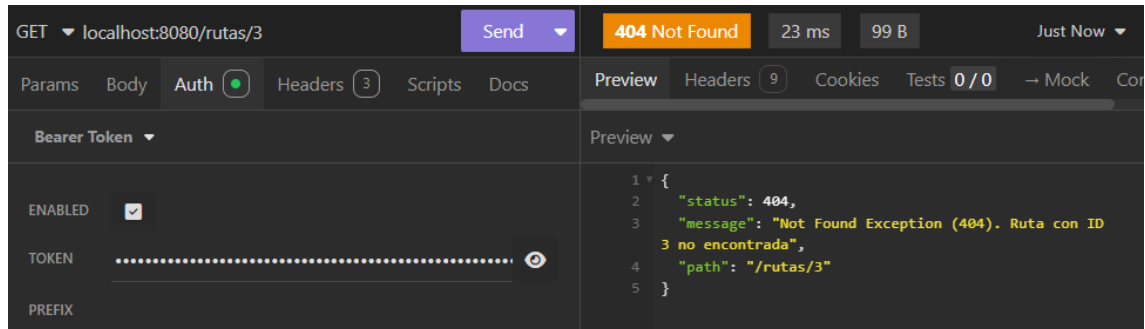 GET localhost:8080/rutas/3 Send
404 Not Found 23 ms 99 B Just Now
Params Body Auth Headers 3 Scripts Docs
Preview Headers 9 Cookies Tests 0 / 0 → Mock Cor
Bearer Token
Preview
ENABLED
TOKEN ••••••••••••••••••••••••••••••••••••••••••••••••••••••
PREFIX
1 {
2 "status": 404,
3 "message": "Not Found Exception (404). Ruta con ID
3 no encontrada",
4 "path": "/rutas/3"
5 }